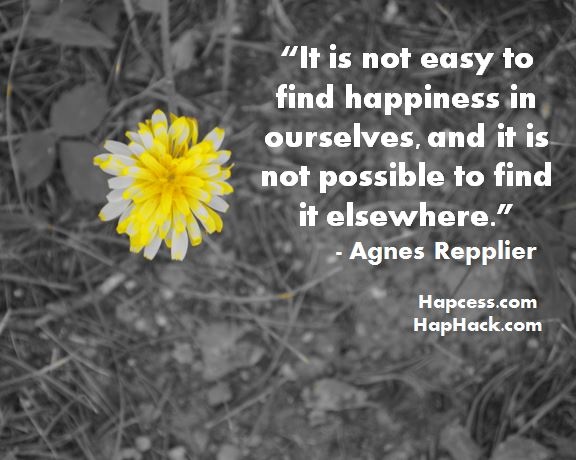 “It is not easy to
find happiness in
ourselves, and it is
not possible to find
it elsewhere.”
- Agnes Repplier
Hapcess.com
HapHack.com